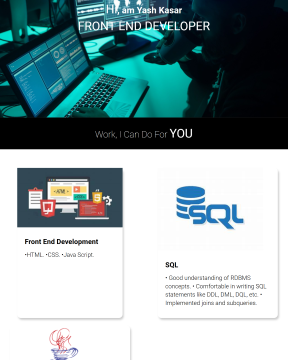 Hi, am Yash Kasar
FRONT END DEVELOPER
Work, I Can Do For YOU
HTML
Front End Development
•HTML. •CSS. •Java Script.
SQL
SQL
• Good understanding of RDBMS
concepts. • Comfortable in writing SQL
statements like DDL, DML, DQL, etc. •
Implemented joins and subqueries.